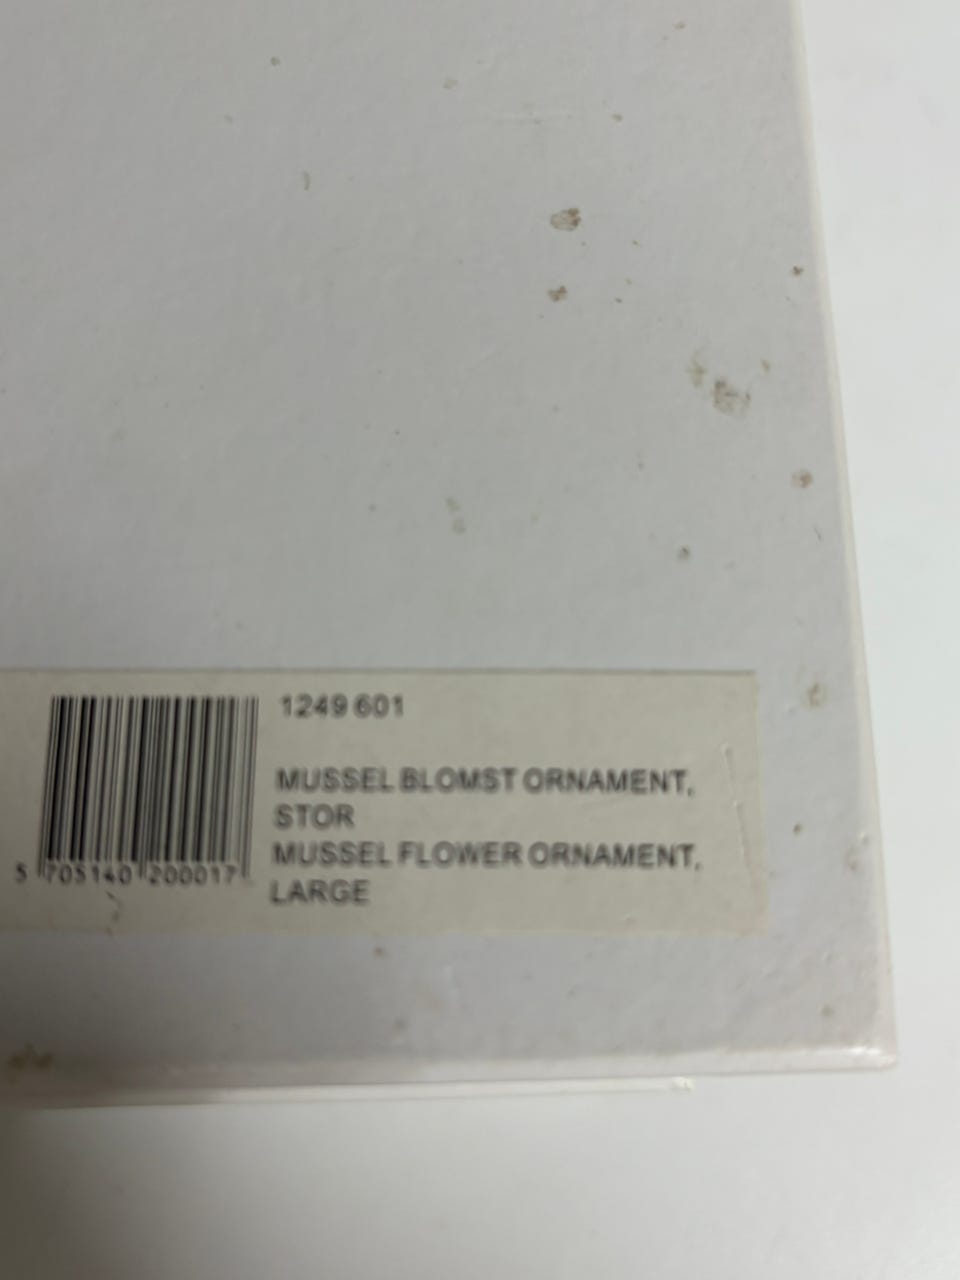 1249 601
MUSSEL BLOMST ORNAMENT,
STOR
MUSSEL FLOWER ORNAMENT,
LARGE
5 705140 200017